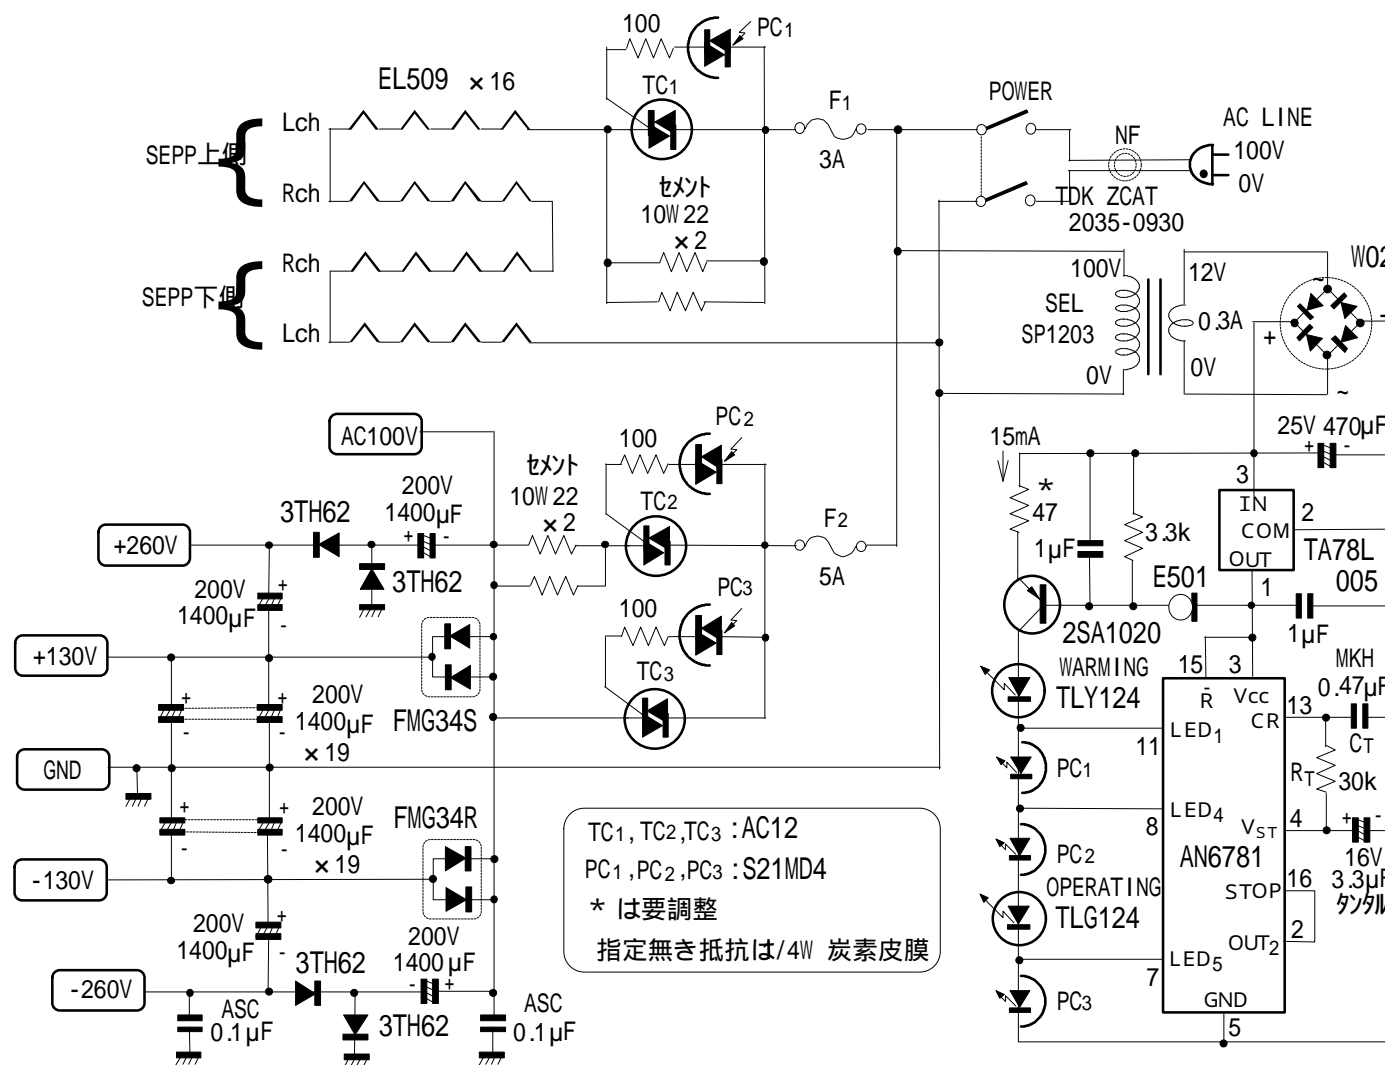 100
PC1
EL509 ×16
TC1
F1
3A
POWER
NF
AC LINE
100V
0V
TDK ZCAT
2035-0930
Lch
SEPP上側
Rch
セメント
10W 22
×2
Rch
SEPP下側
Lch
100V
SEL
SP1203
0V
12V
0.3A
0V
W02
~
+
-
~
AC100V
100
PC2
セメント
10W 22
×2
TC2
F2
5A
15mA
*
47
1μF
3.3k
E501
2SA1020
25V 470μF
+ -
3
IN
COM
OUT
2
1
TA78L
005
1μF
200V
1400μF
+ -
3TH62
3TH62
+260V
200V
1400μF
+
-
100
PC3
TC3
+130V
FMG34S
+
-
+
-
200V
1400μF
×19
GND
+
-
+
-
200V
1400μF
×19
FMG34R
-130V
200V
1400μF
+
-
200V
1400μF
- +
3TH62
3TH62
-260V
ASC
0.1μF
ASC
0.1μF
TC1,TC2,TC3:AC12
PC1,PC2,PC3:S21MD4
* は要調整
指定無き抵抗は/4W 炭素皮膜
WARMING
TLY124
PC1
PC2
OPERATING
TLG124
PC3
15
3
R̄
Vcc
CR
13
MKH
0.47μF
CT
RT
30k
11
LED1
8
LED4
VST
4
+ -
16V
3.3μF
タンタル
AN6781
STOP
16
OUT2
2
7
LED5
GND
5